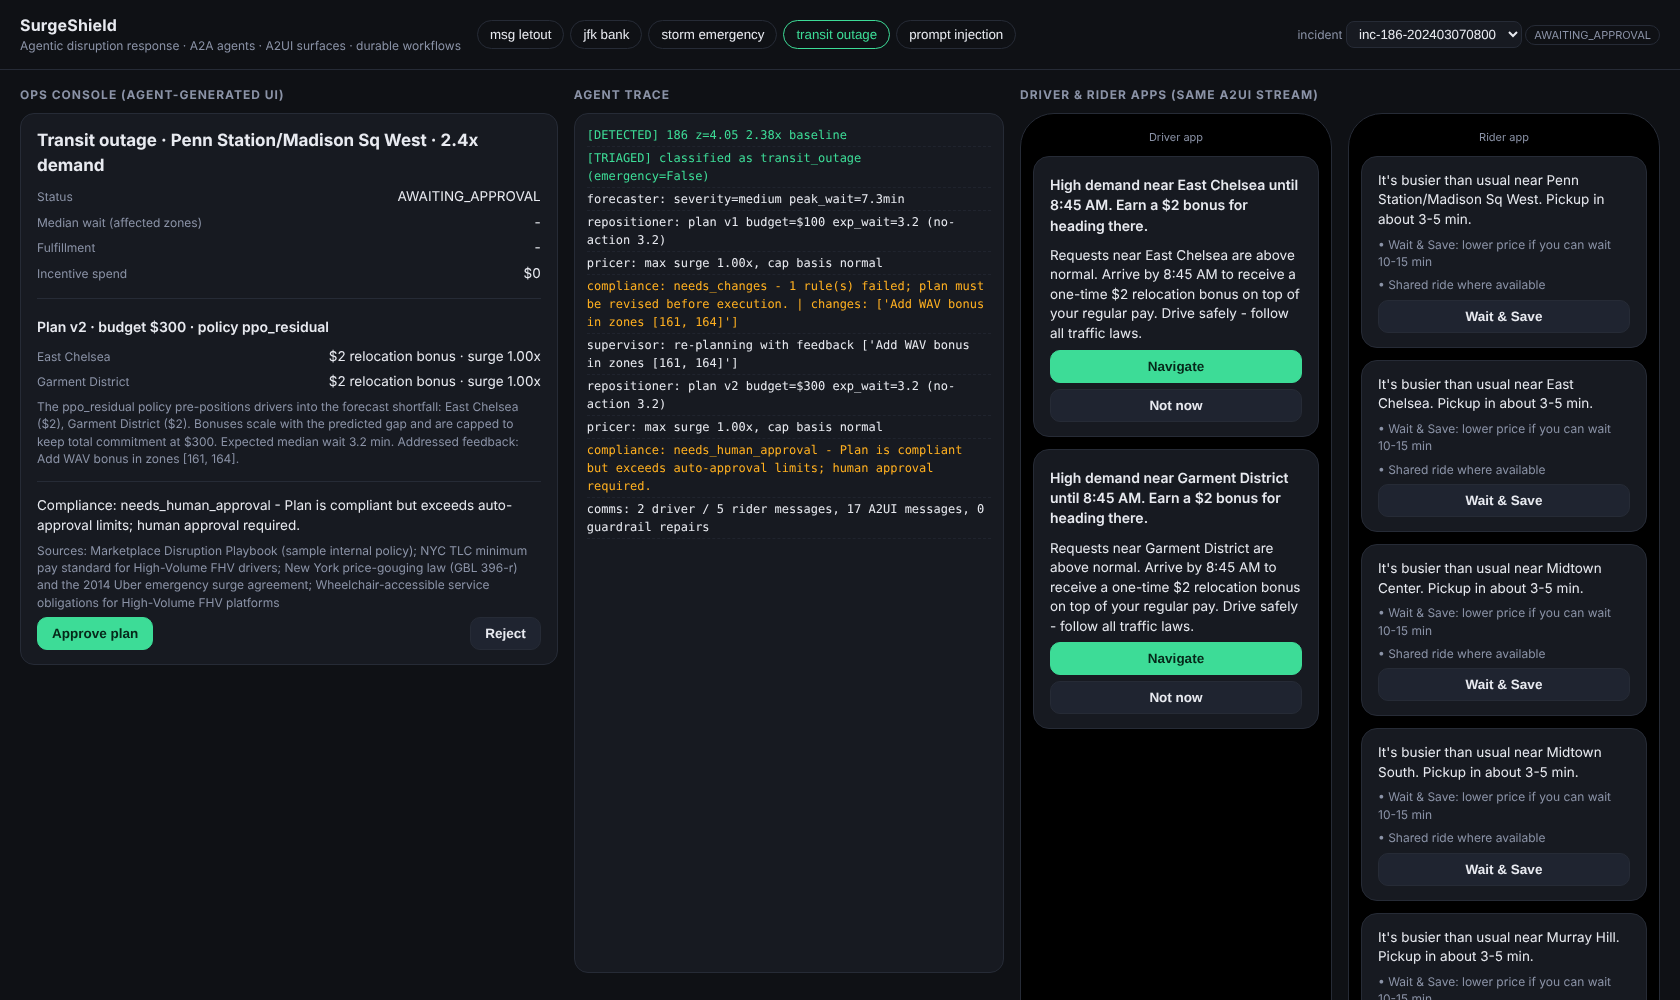 SurgeShield
Agentic disruption response · A2A agents · A2UI surfaces · durable workflows
msg letout
jfk bank
storm emergency
transit outage
prompt injection
incident
inc-186-202403070800
AWAITING_APPROVAL
OPS CONSOLE (AGENT-GENERATED UI)
Transit outage · Penn Station/Madison Sq West · 2.4x
demand
Status AWAITING_APPROVAL
Median wait (affected zones) -
Fulfillment -
Incentive spend $0
Plan v2 · budget $300 · policy ppo_residual
East Chelsea $2 relocation bonus · surge 1.00x
Garment District $2 relocation bonus · surge 1.00x
The ppo_residual policy pre-positions drivers into the forecast shortfall: East Chelsea
($2), Garment District ($2). Bonuses scale with the predicted gap and are capped to
keep total commitment at $300. Expected median wait 3.2 min. Addressed feedback:
Add WAV bonus in zones [161, 164].
Compliance: needs_human_approval - Plan is compliant but exceeds auto-
approval limits; human approval required.
Sources: Marketplace Disruption Playbook (sample internal policy); NYC TLC minimum
pay standard for High-Volume FHV drivers; New York price-gouging law (GBL 396-r)
and the 2014 Uber emergency surge agreement; Wheelchair-accessible service
obligations for High-Volume FHV platforms
Approve plan
Reject
AGENT TRACE
[DETECTED] 186 z=4.05 2.38x baseline
[TRIAGED] classified as transit_outage
(emergency=False)
forecaster: severity=medium peak_wait=7.3min
repositioner: plan v1 budget=$100 exp_wait=3.2 (no-
action 3.2)
pricer: max surge 1.00x, cap basis normal
compliance: needs_changes - 1 rule(s) failed; plan must
be revised before execution. | changes: ['Add WAV bonus
in zones [161, 164]']
supervisor: re-planning with feedback ['Add WAV bonus
in zones [161, 164]']
repositioner: plan v2 budget=$300 exp_wait=3.2 (no-
action 3.2)
pricer: max surge 1.00x, cap basis normal
compliance: needs_human_approval - Plan is compliant
but exceeds auto-approval limits; human approval
required.
comms: 2 driver / 5 rider messages, 17 A2UI messages, 0
guardrail repairs
DRIVER & RIDER APPS (SAME A2UI STREAM)
Driver app
High demand near East Chelsea until
8:45 AM. Earn a $2 bonus for
heading there.
Requests near East Chelsea are above
normal. Arrive by 8:45 AM to receive a
one-time $2 relocation bonus on top of
your regular pay. Drive safely - follow
all traffic laws.
Navigate
Not now
High demand near Garment District
until 8:45 AM. Earn a $2 bonus for
heading there.
Requests near Garment District are
above normal. Arrive by 8:45 AM to
receive a one-time $2 relocation bonus
on top of your regular pay. Drive safely
- follow all traffic laws.
Navigate
Not now
Rider app
It's busier than usual near Penn
Station/Madison Sq West. Pickup in
about 3-5 min.
• Wait & Save: lower price if you can wait
10-15 min
• Shared ride where available
Wait & Save
It's busier than usual near East
Chelsea. Pickup in about 3-5 min.
• Wait & Save: lower price if you can wait
10-15 min
• Shared ride where available
Wait & Save
It's busier than usual near Midtown
Center. Pickup in about 3-5 min.
• Wait & Save: lower price if you can wait
10-15 min
• Shared ride where available
Wait & Save
It's busier than usual near Midtown
South. Pickup in about 3-5 min.
• Wait & Save: lower price if you can wait
10-15 min
• Shared ride where available
Wait & Save
It's busier than usual near Murray Hill.
Pickup in about 3-5 min.
• Wait & Save: lower price if you can wait
10-15 min